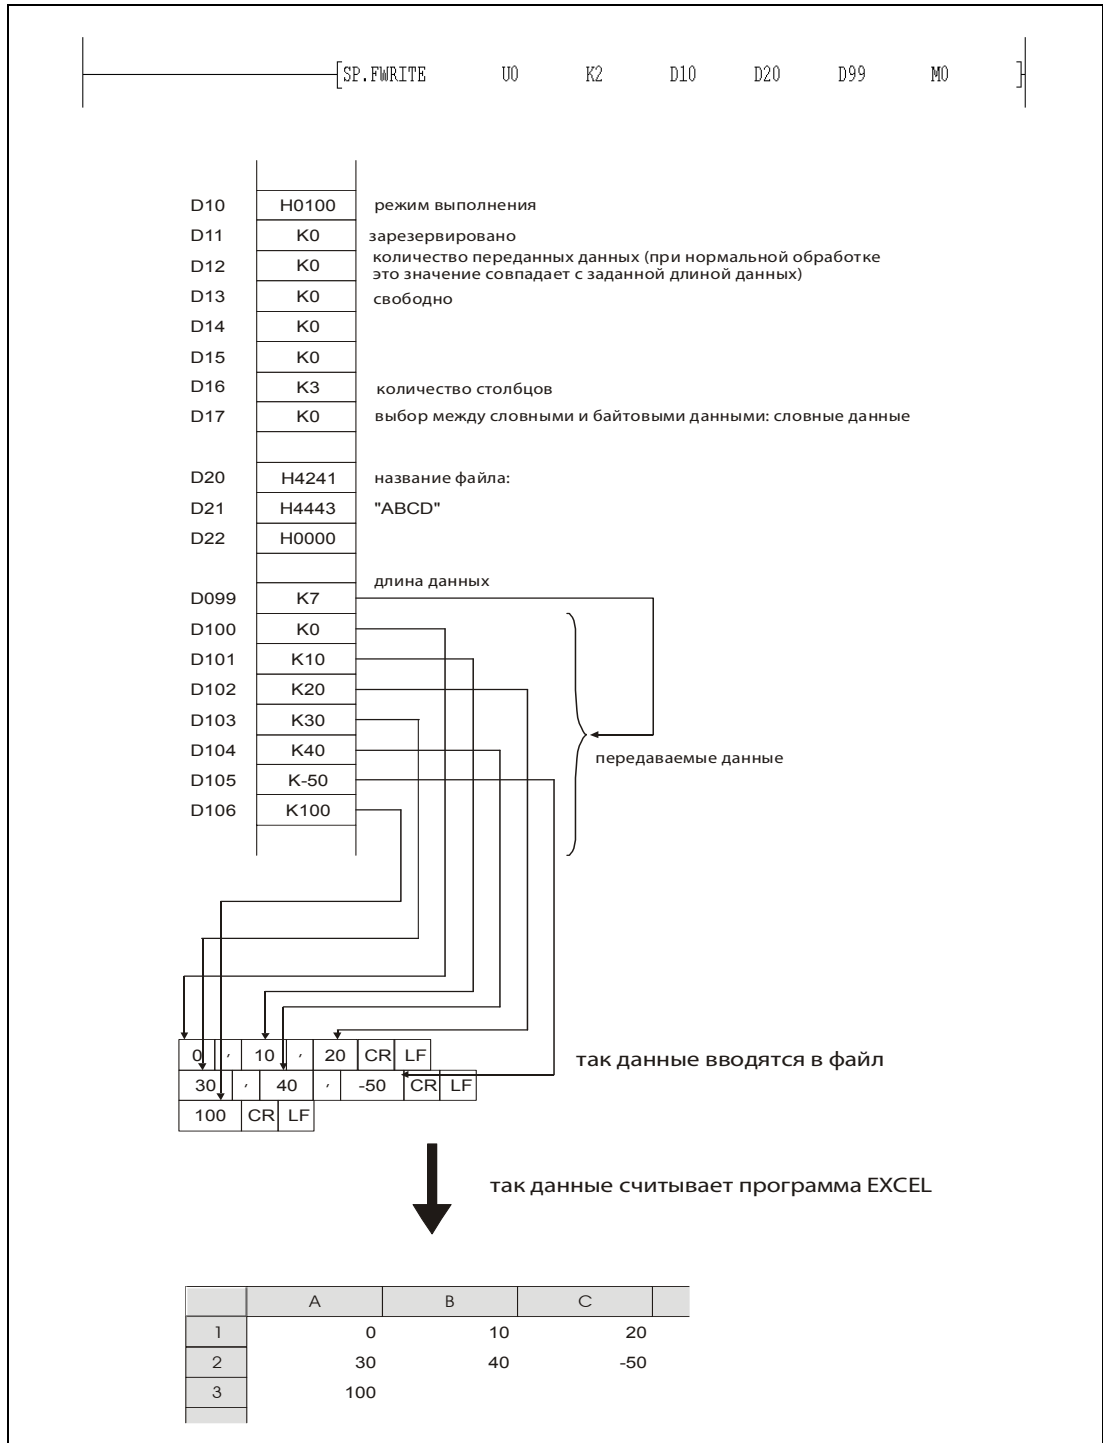 [SP.FWRITE U0 K2 D10 D20 D99 M0 ]
D10 H0100 режим выполнения
D11 K0 зарезервировано
D12 K0 количество переданных данных (при нормальной обработке
это значение совпадает с заданной длиной данных)
D13 K0 свободно
D14 K0
D15 K0
D16 K3 количество столбцов
D17 K0 выбор между словными и байтовыми данными: словные данные
D20 H4241 название файла:
D21 H4443 "ABCD"
D22 H0000
длина данных
D099 K7
D100 K0
D101 K10
D102 K20
D103 K30
D104 K40
передаваемые данные
D105 K-50
D106 K100
0 , 10 , 20 CR LF
так данные вводятся в файл
30 , 40 , -50 CR LF
100 CR LF
так данные считывает программа EXCEL
A B C
1 0 10 20
2 30 40 -50
3 100